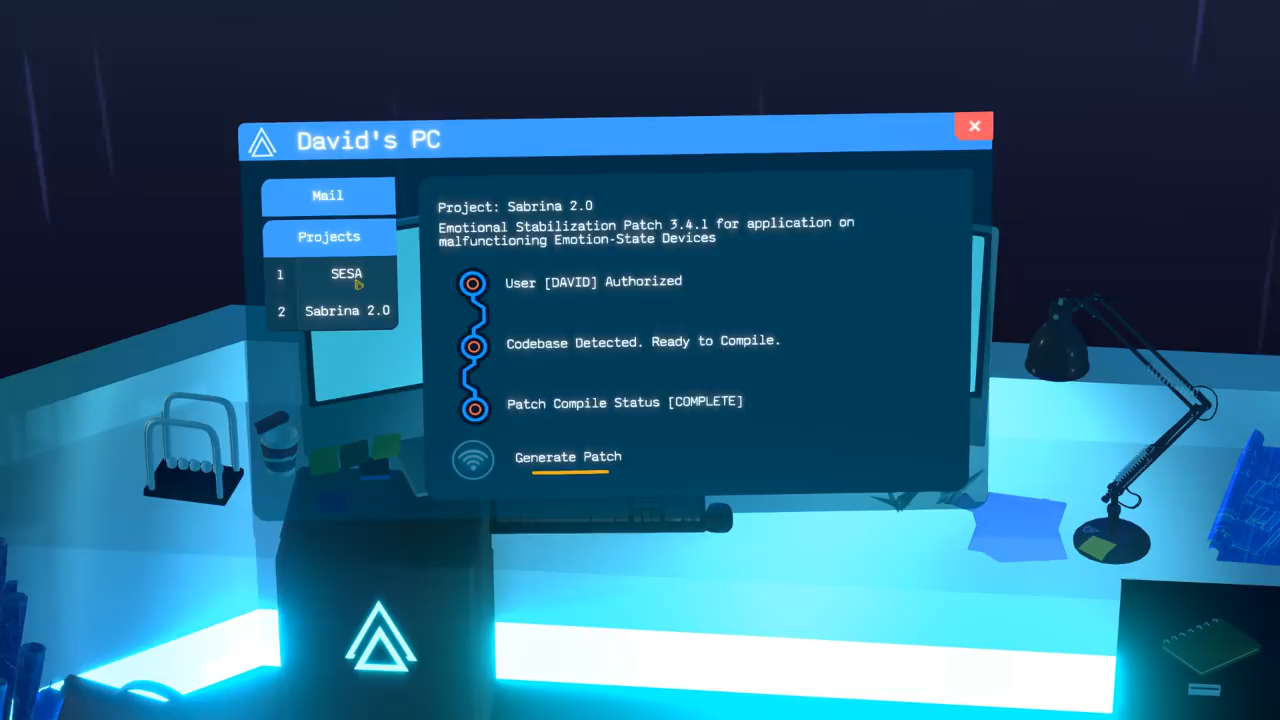 David's PC
Mail
Projects
1 SESA
2 Sabrina 2.0
Project: Sabrina 2.0
Emotional Stabilization Patch 3.4.1 for application on
malfunctioning Emotion-State Devices
User [DAVID] Authorized
Codebase Detected. Ready to Compile.
Patch Compile Status [COMPLETE]
Generate Patch